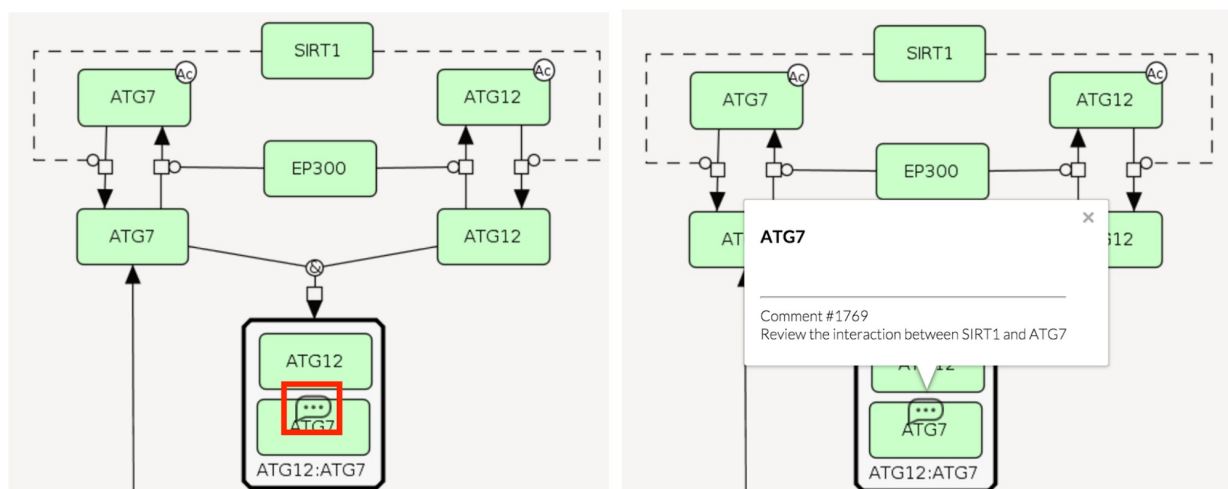 SIRT1
Ac
Ac
ATG7
ATG12
EP300
ATG7
ATG12
&
ATG12
ATG7
ATG12:ATG7
SIRT1
Ac
Ac
ATG7
ATG12
EP300
ATG7
Comment #1769
Review the interaction between SIRT1 and ATG7
ATG7
ATG12:ATG7